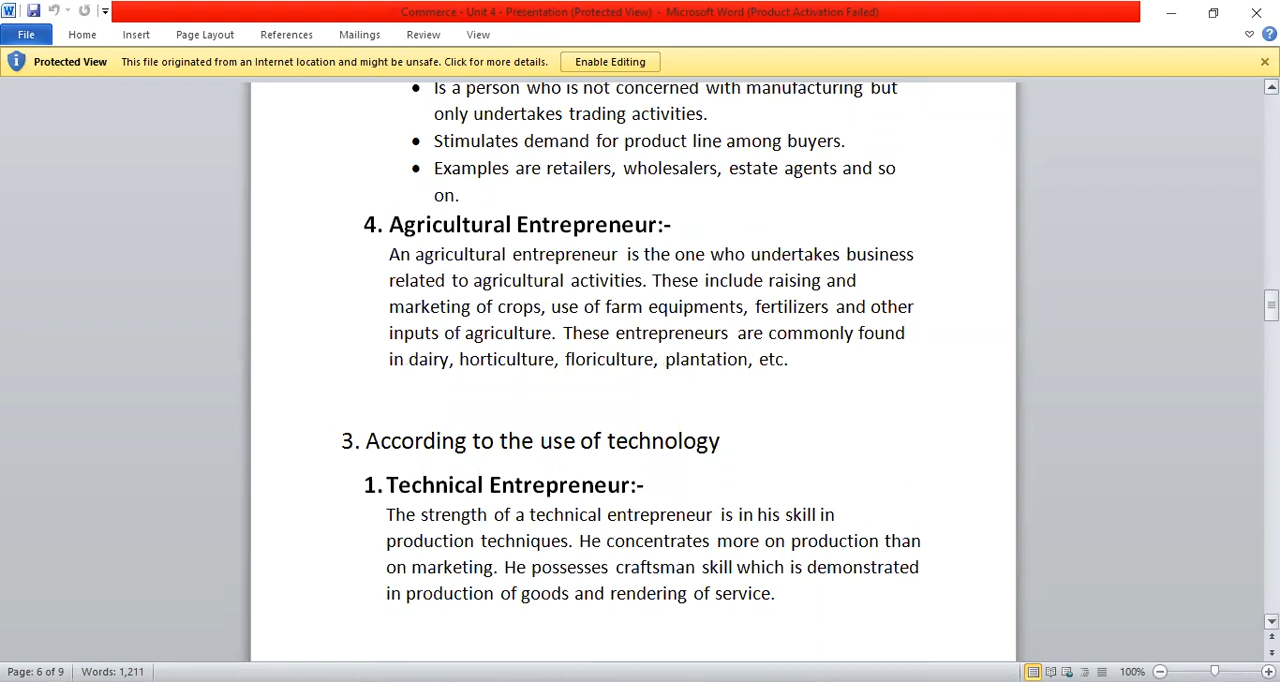 Commerce - Unit 4 - Presentation (Protected View) - Microsoft Word (Product Activation Failed)
File Home Insert Page Layout References Mailings Review View
Protected View This file originated from an Internet location and might be unsafe. Click for more details. Enable Editing
• Is a person who is not concerned with manufacturing but
only undertakes trading activities.
• Stimulates demand for product line among buyers.
• Examples are retailers, wholesalers, estate agents and so
on.
4. Agricultural Entrepreneur:-
An agricultural entrepreneur is the one who undertakes business
related to agricultural activities. These include raising and
marketing of crops, use of farm equipments, fertilizers and other
inputs of agriculture. These entrepreneurs are commonly found
in dairy, horticulture, floriculture, plantation, etc.
3. According to the use of technology
1. Technical Entrepreneur:-
The strength of a technical entrepreneur is in his skill in
production techniques. He concentrates more on production than
on marketing. He possesses craftsman skill which is demonstrated
in production of goods and rendering of service.
Page: 6 of 9 Words: 1,211 100%